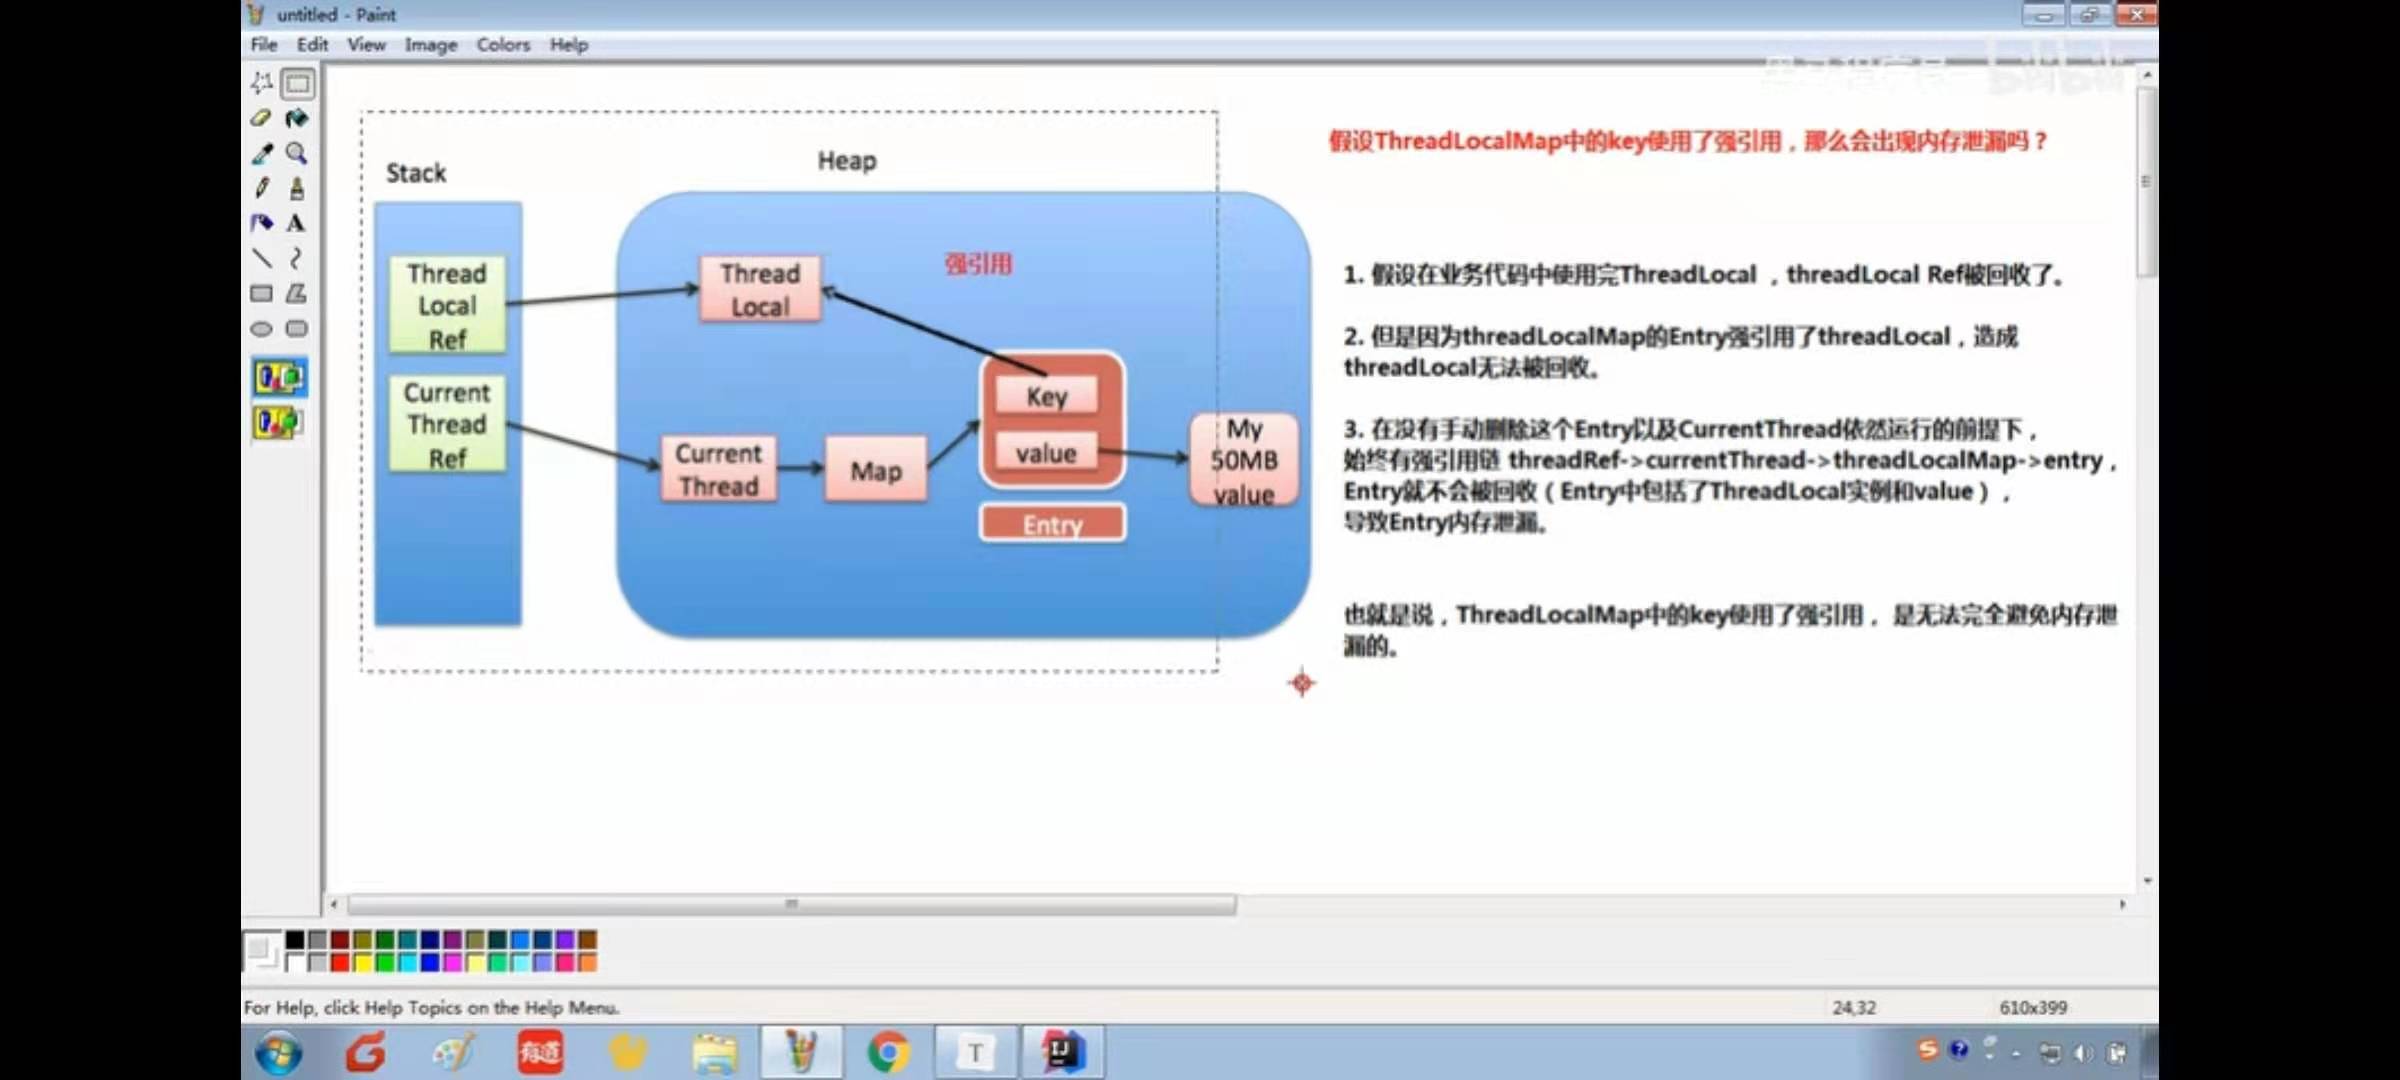 untitled - Paint
File Edit View Image Colors Help
Stack
Heap
Thread
Local
Ref
Current
Thread
Ref
Thread
Local
强引用
Current
Thread
Map
Key
value
Entry
My
50MB
value
假设ThreadLocalMap中的key使用了强引用，那么会出现内存泄漏吗？
1. 假设在业务代码中使用完ThreadLocal ，threadLocal Ref被回收了。
2. 但是因为threadLocalMap的Entry强引用了threadLocal，造成
threadLocal无法被回收。
3. 在没有手动删除这个Entry以及CurrentThread依然运行的前提下，
始终有强引用链 threadRef->currentThread->threadLocalMap->entry，
Entry就不会被回收（Entry中包括了ThreadLocal实例和value），
导致Entry内存泄漏。
也就是说，ThreadLocalMap中的key使用了强引用， 是无法完全避免内存泄
漏的。
For Help, click Help Topics on the Help Menu.
24,32
610x399
有道
T
IJ